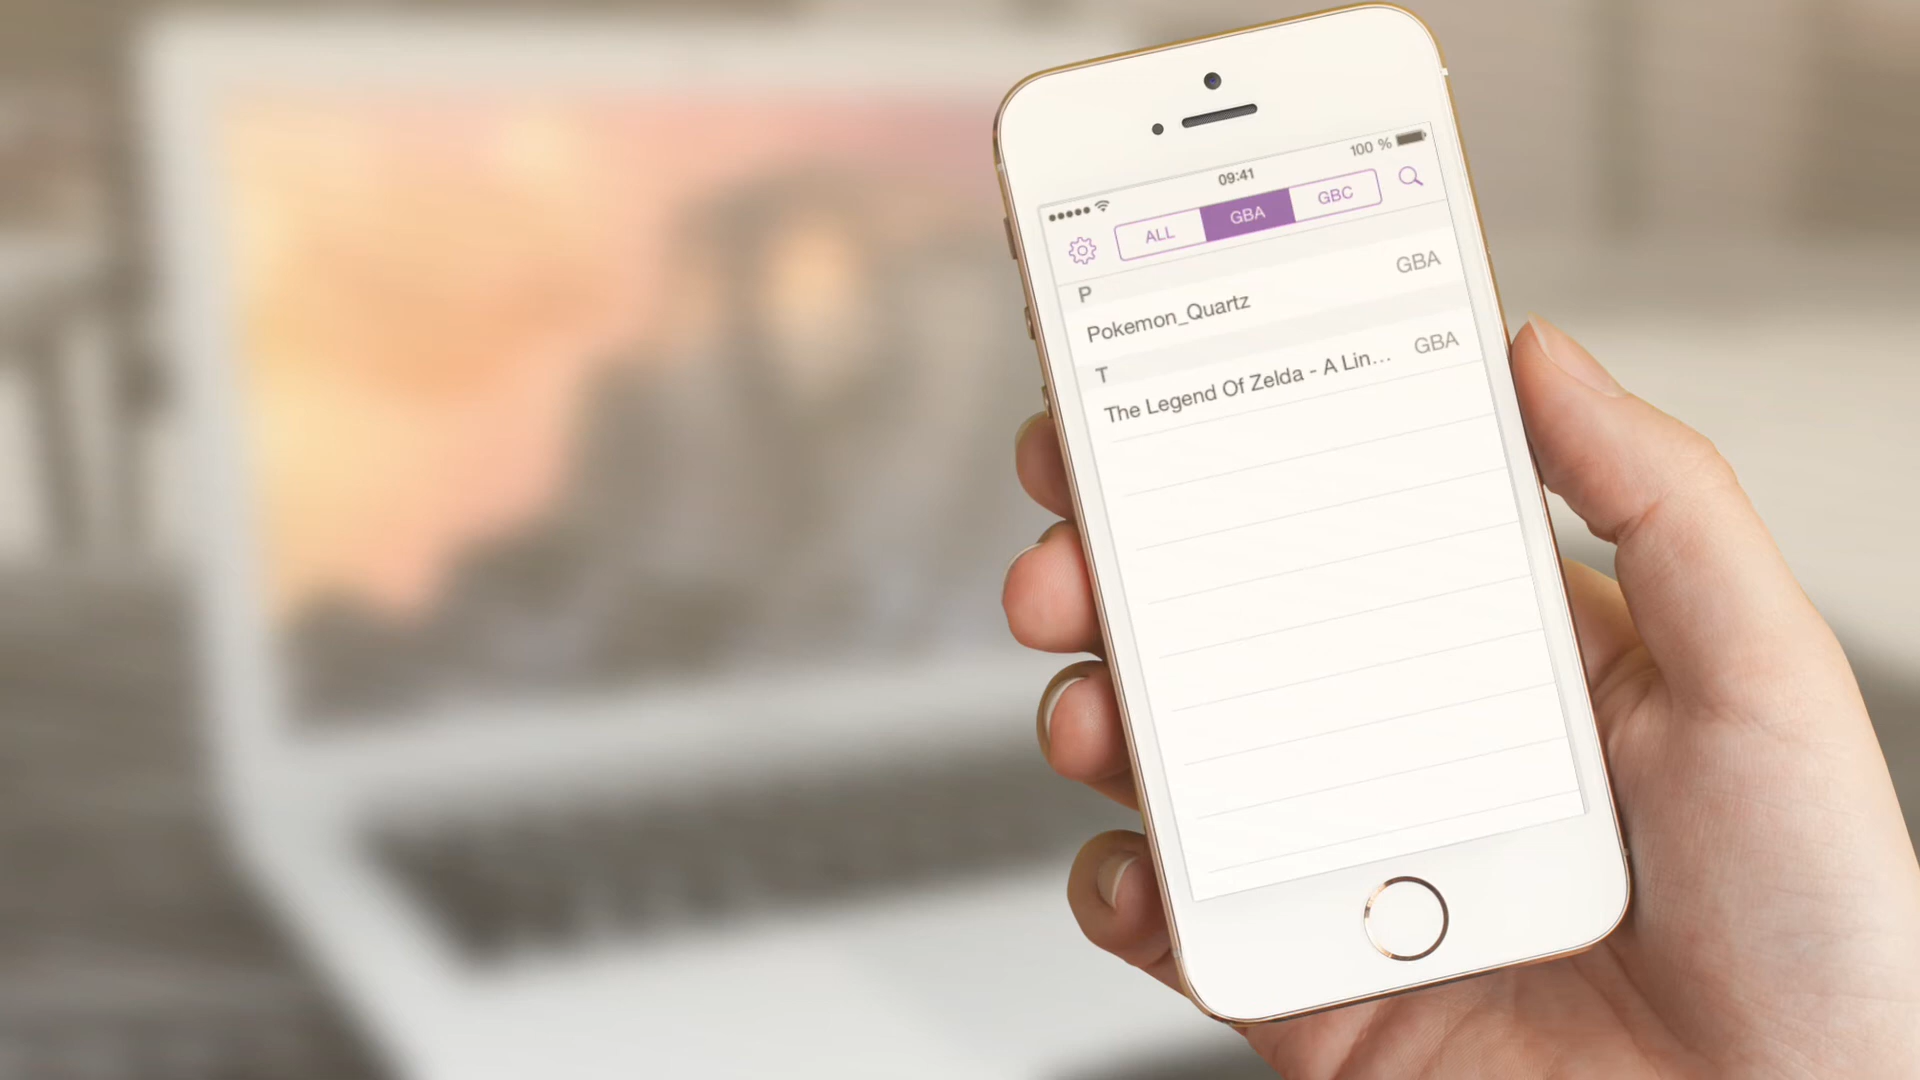 09:41
100 %
ALL
GBA
GBC
P
Pokemon_Quartz GBA
T
The Legend Of Zelda - A Lin... GBA